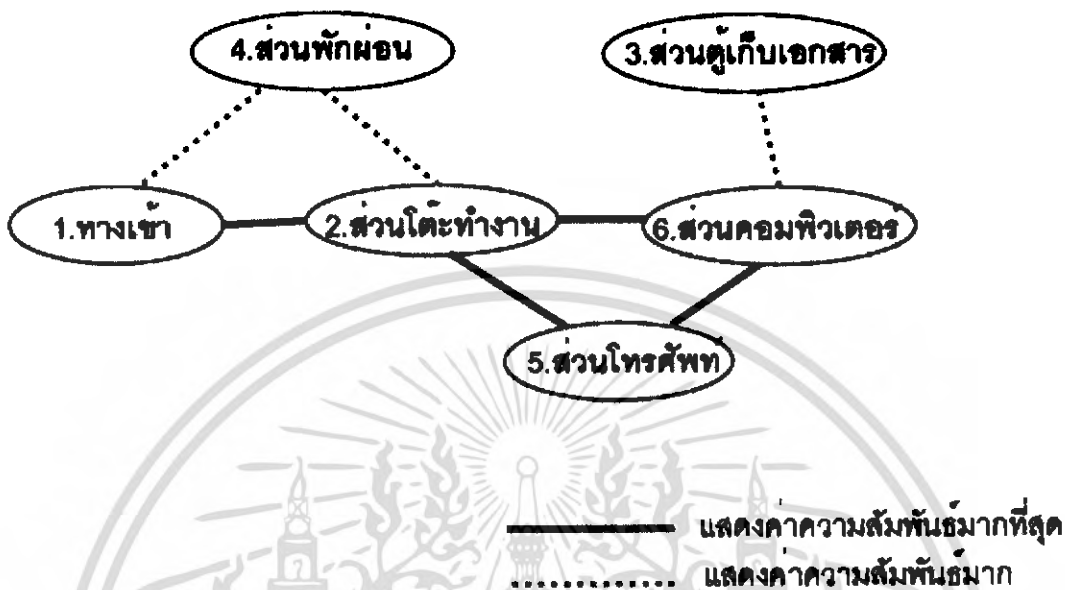 4.ส่วนพักผ่อน
3.ส่วนตู้เก็บเอกสาร
1.ทางเข้า
2.ส่วนโต๊ะทำงาน
6.ส่วนคอมพิวเตอร์
5.ส่วนโทรศัพท
แสดงค่าความสัมพันธ์มากที่สุด
แสดงค่าความสัมพันธ์มาก